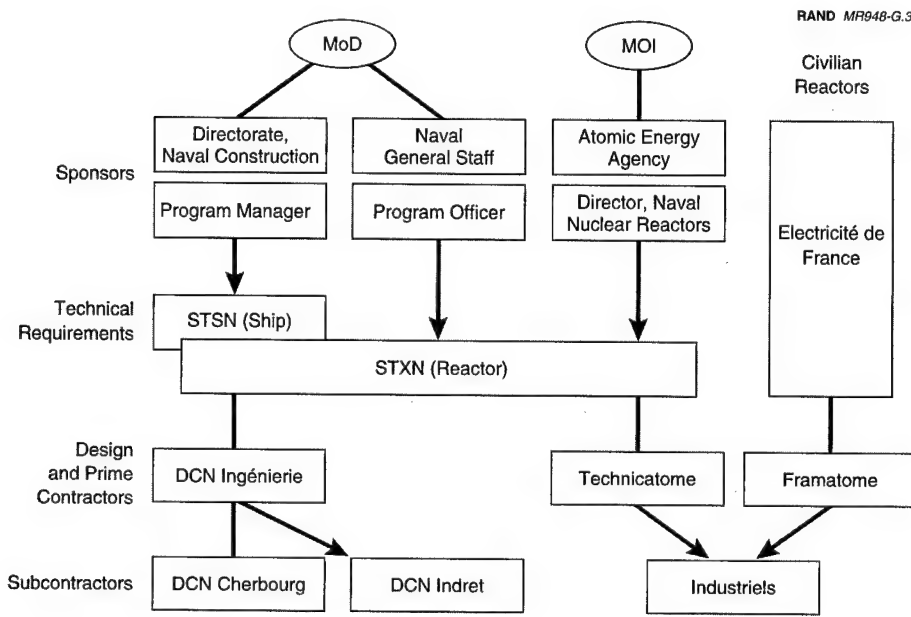 RAND MR948-G.3
MoD
MOI
Civilian
Reactors
Directorate,
Naval Construction
Naval
General Staff
Atomic Energy
Agency
Sponsors
Program Manager
Program Officer
Director, Naval
Nuclear Reactors
Electricité de
France
Technical
Requirements
STSN (Ship)
STXN (Reactor)
Design
and Prime
Contractors
DCN Ingénierie
Technicatome
Framatome
Subcontractors
DCN Cherbourg
DCN Indret
Industriels